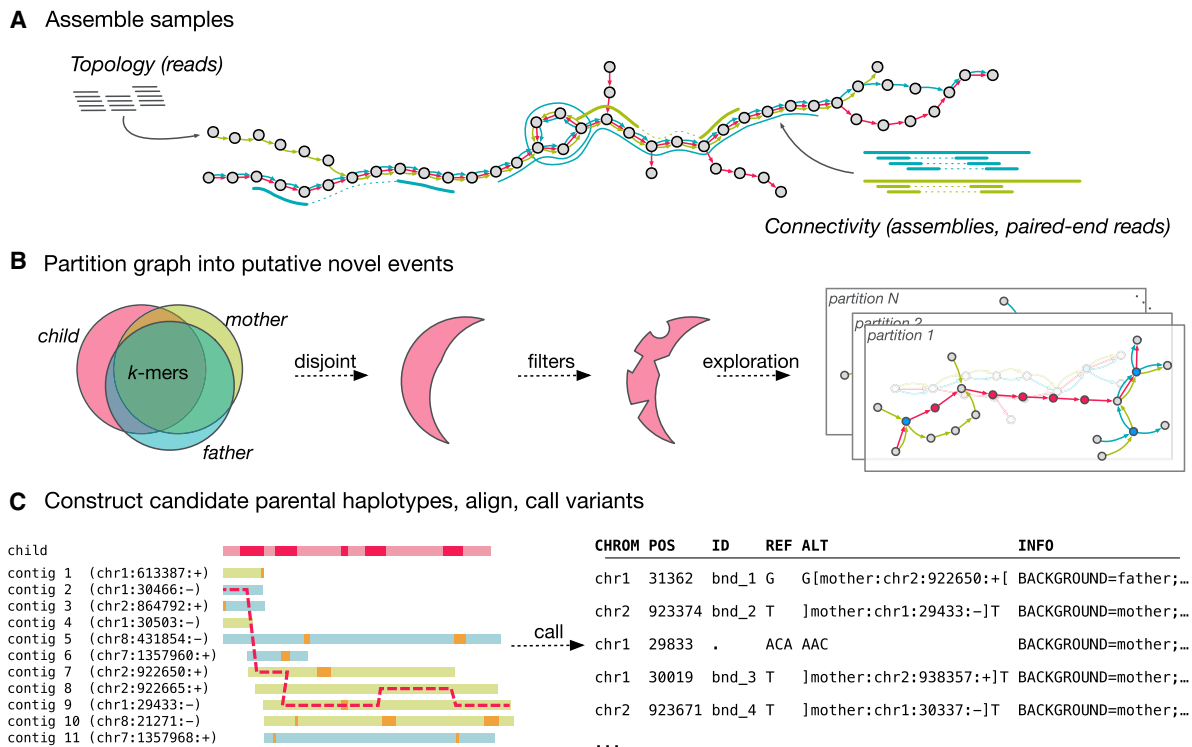 A Assemble samples
Topology (reads)
Connectivity (assemblies, paired-end reads)
B Partition graph into putative novel events
child
mother
k-mers
father
disjoint
filters
exploration
partition N
partition 2
partition 1
C Construct candidate parental haplotypes, align, call variants
child
contig 1 (chr1:613387:+)
contig 2 (chr1:30466:−)
contig 3 (chr2:864792:+)
contig 4 (chr1:30503:−)
contig 5 (chr8:431854:−)
contig 6 (chr7:1357960:+)
contig 7 (chr2:922650:+)
contig 8 (chr2:922665:+)
contig 9 (chr1:29433:−)
contig 10 (chr8:21271:−)
contig 11 (chr7:1357968:+)
call
CHROM POS ID REF ALT INFO
chr1 31362 bnd_1 G G[mother:chr2:922650:+[ BACKGROUND=father;…
chr2 923374 bnd_2 T ]mother:chr1:29433:−]T BACKGROUND=mother;…
chr1 29833 . ACA AAC BACKGROUND=mother;…
chr1 30019 bnd_3 T ]mother:chr2:938357:+]T BACKGROUND=mother;…
chr2 923671 bnd_4 T ]mother:chr1:30337:−]T BACKGROUND=mother;…
...